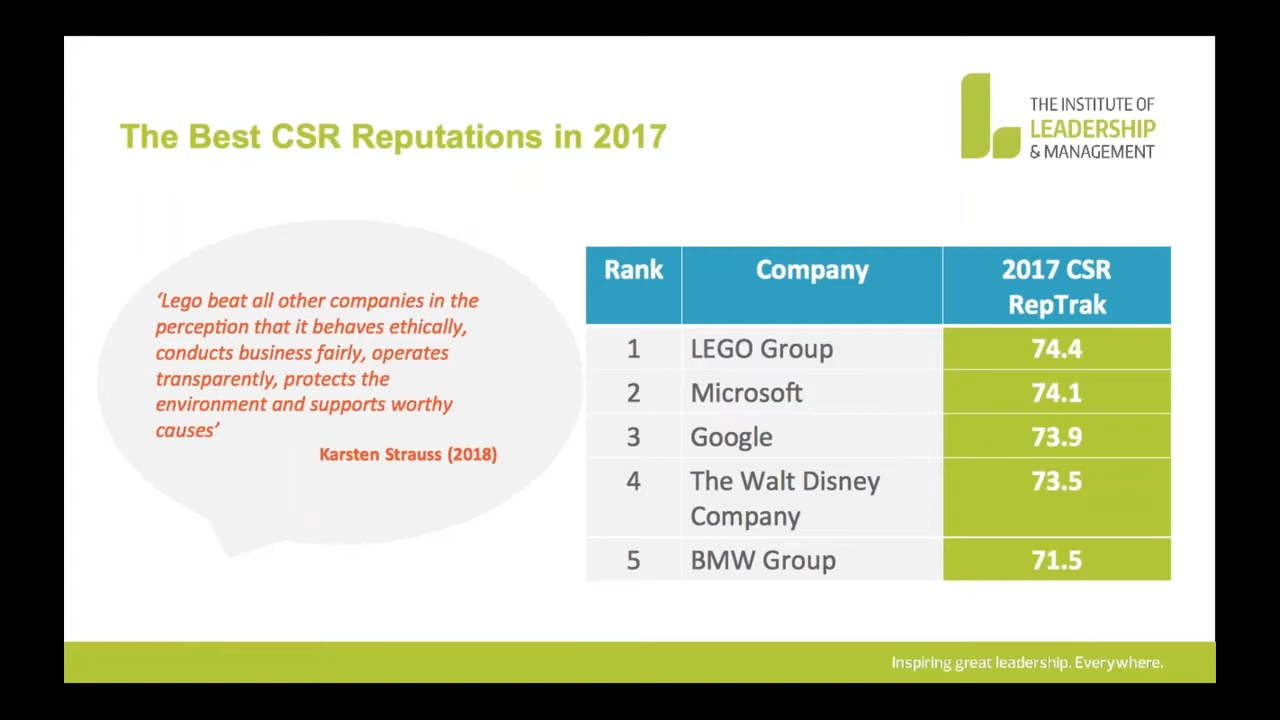 The Best CSR Reputations in 2017
THE INSTITUTE OF
LEADERSHIP
& MANAGEMENT
‘Lego beat all other companies in the
perception that it behaves ethically,
conducts business fairly, operates
transparently, protects the
environment and supports worthy
causes’
Karsten Strauss (2018)
Rank Company 2017 CSR
RepTrak
1 LEGO Group 74.4
2 Microsoft 74.1
3 Google 73.9
4 The Walt Disney 73.5
Company
5 BMW Group 71.5
Inspiring great leadership. Everywhere.